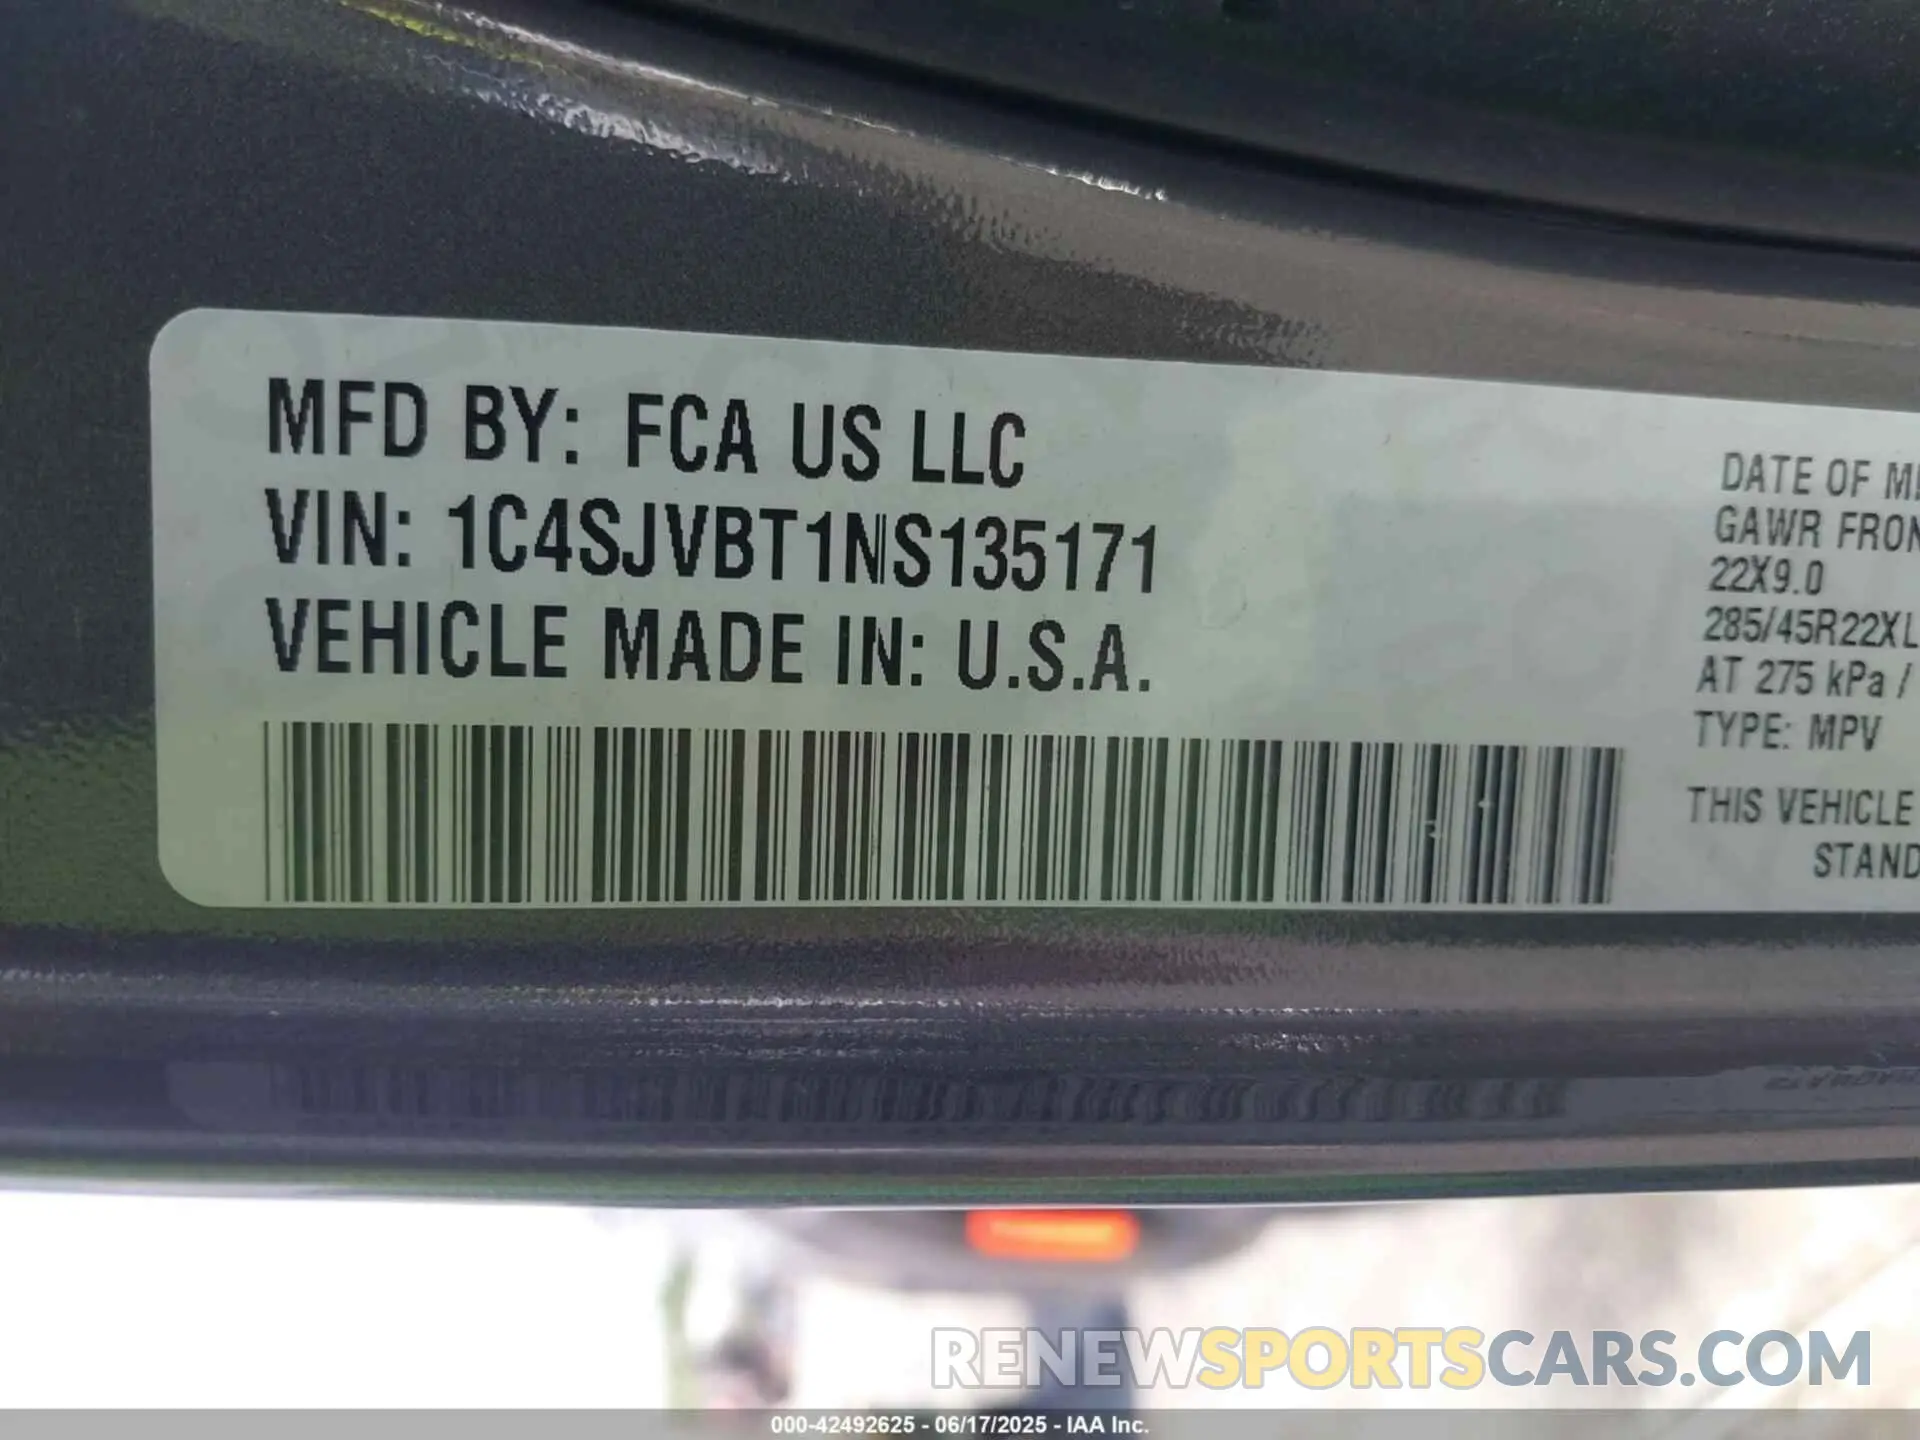 MFD BY: FCA US LLC
VIN: 1C4SJVBT1NS135171
VEHICLE MADE IN: U.S.A.
DATE OF M
GAWR FRON
22X9.0
285/45R22XL
AT 275 kPa /
TYPE: MPV
THIS VEHICLE
STAND
RENEWSPORTSCARS.COM
000-42492625 - 06/17/2025 - IAA Inc.